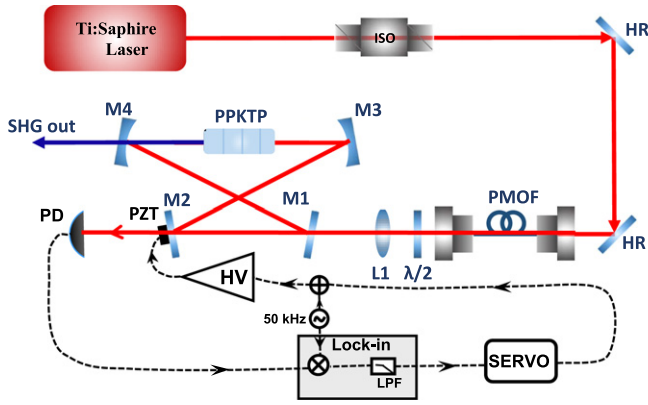 Ti:Saphire
Laser
ISO
HR
M4
PPKTP
M3
SHG out
PD
PZT
M2
M1
PMOF
HR
L1
λ/2
HV
50 kHz
Lock-in
LPF
SERVO